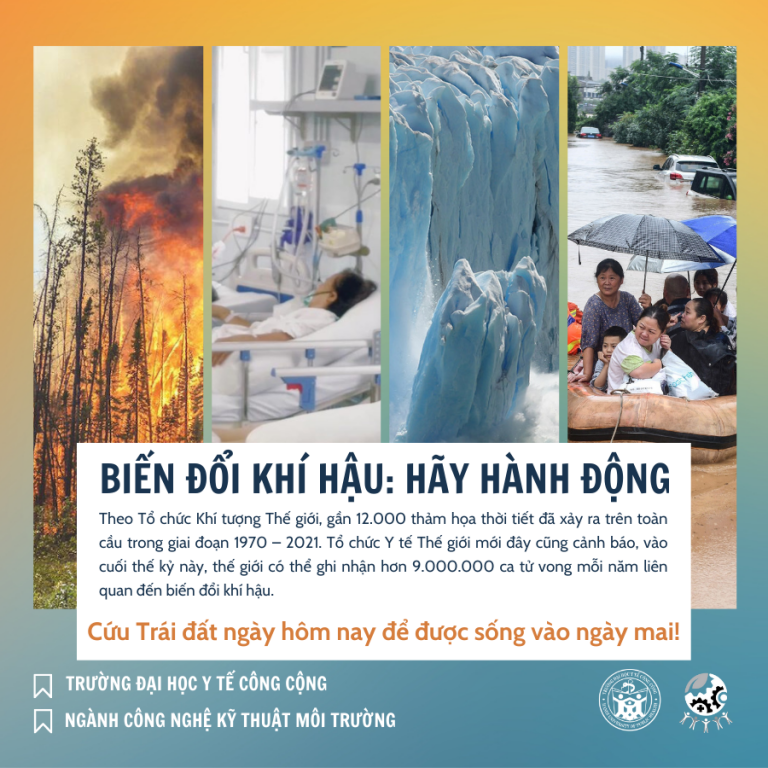 BIẾN ĐỔI KHÍ HẬU: HÃY HÀNH ĐỘNG
Theo Tổ chức Khí tượng Thế giới, gần 12.000 thảm họa thời tiết đã xảy ra trên toàn
cầu trong giai đoạn 1970 – 2021. Tổ chức Y tế Thế giới mới đây cũng cảnh báo, vào
cuối thế kỷ này, thế giới có thể ghi nhận hơn 9.000.000 ca tử vong mỗi năm liên
quan đến biến đổi khí hậu.
Cứu Trái đất ngày hôm nay để được sống vào ngày mai!
TRƯỜNG ĐẠI HỌC Y TẾ CÔNG CỘNG
NGÀNH CÔNG NGHỆ KỸ THUẬT MÔI TRƯỜNG